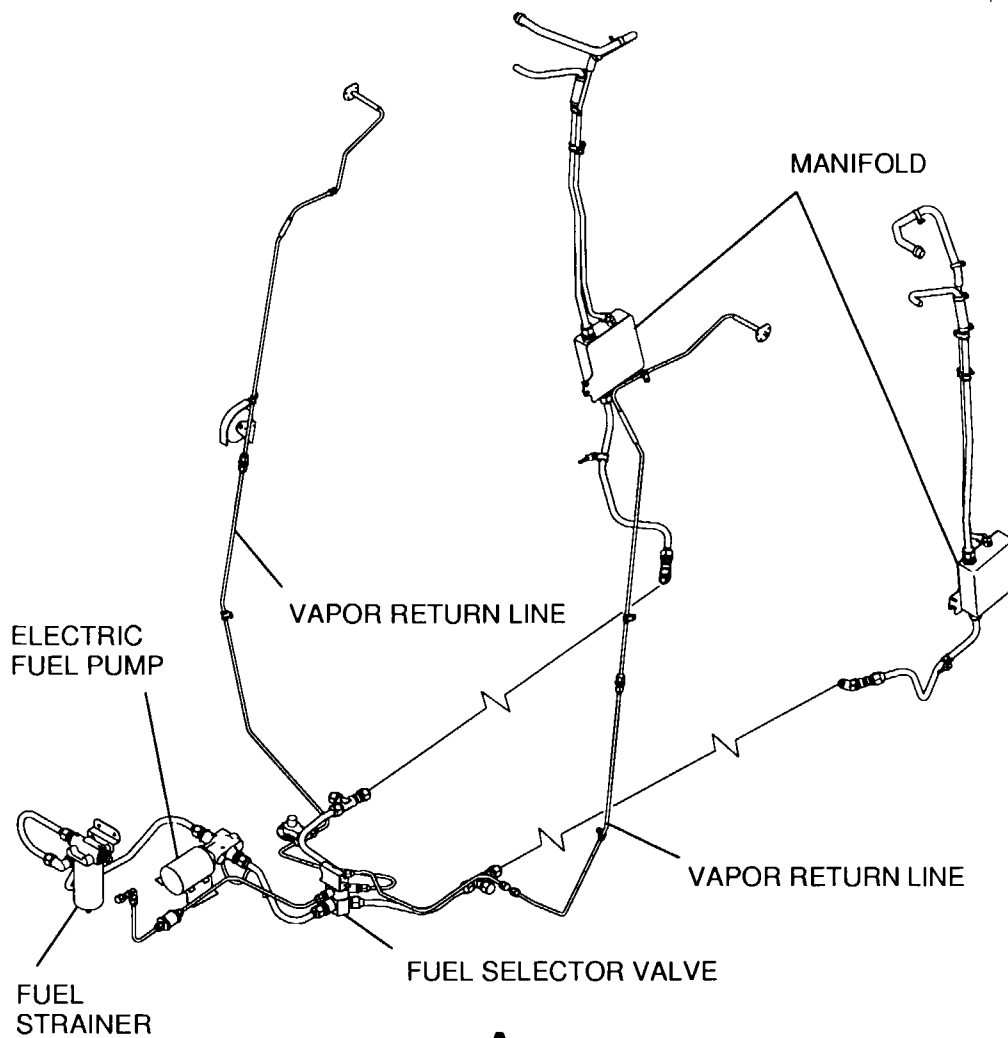 MANIFOLD
VAPOR RETURN LINE
ELECTRIC
FUEL PUMP
VAPOR RETURN LINE
FUEL SELECTOR VALVE
FUEL
STRAINER